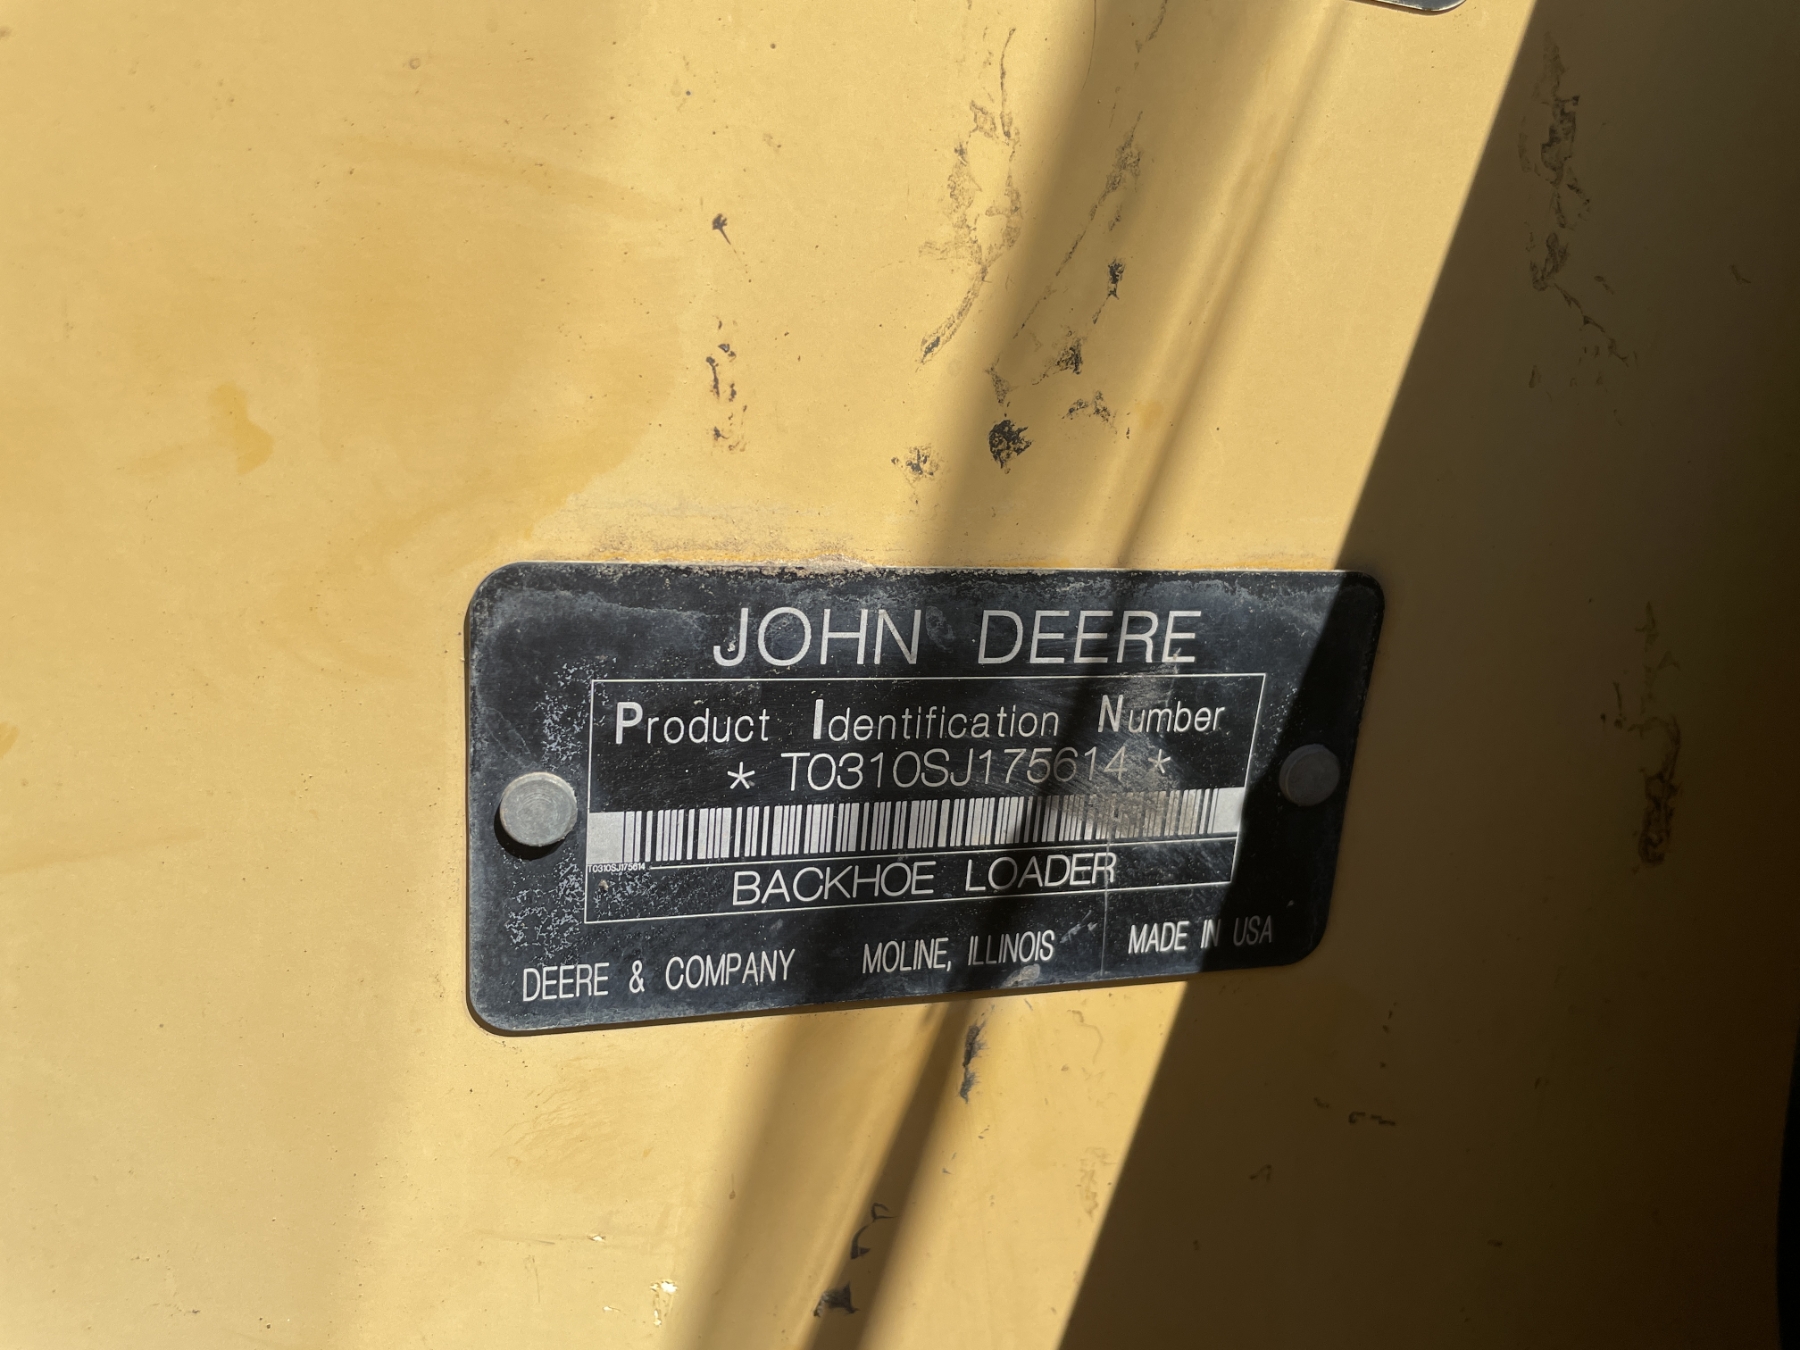 JOHN DEERE
Product Identification Number
* T0310SJ175614 *
T0310SJ175614
BACKHOE LOADER
DEERE & COMPANY MOLINE, ILLINOIS MADE IN USA